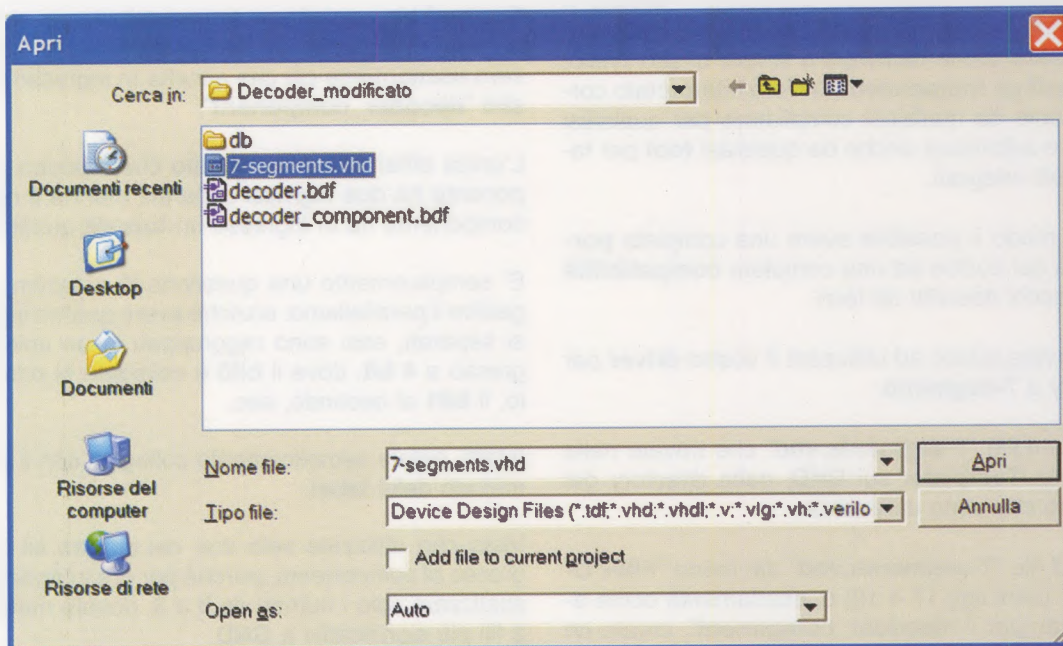 Apri
Cerca in:
Decoder_modificato
db
7-segments.vhd
decoder.bdf
decoder_component.bdf
Documenti recenti
Desktop
Documenti
Risorse del
computer
Risorse di rete
Nome file:
7-segments.vhd
Apri
Tipo file:
Device Design Files (*.tdf;*.vhd;*.vhdl;*.v;*.vlg;*.vh;*.verilo
Annulla
Add file to current project
Open as:
Auto